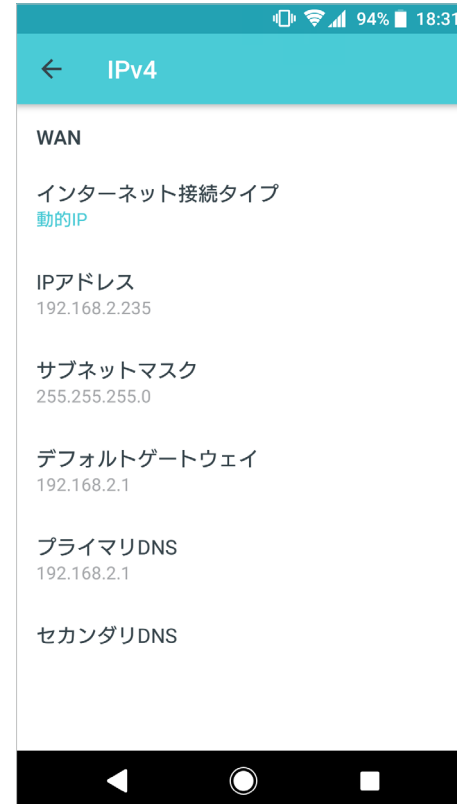 94% 18:31
IPv4
WAN
インターネット接続タイプ
動的IP
IPアドレス
192.168.2.235
サブネットマスク
255.255.255.0
デフォルトゲートウェイ
192.168.2.1
プライマリDNS
192.168.2.1
セカンダリDNS